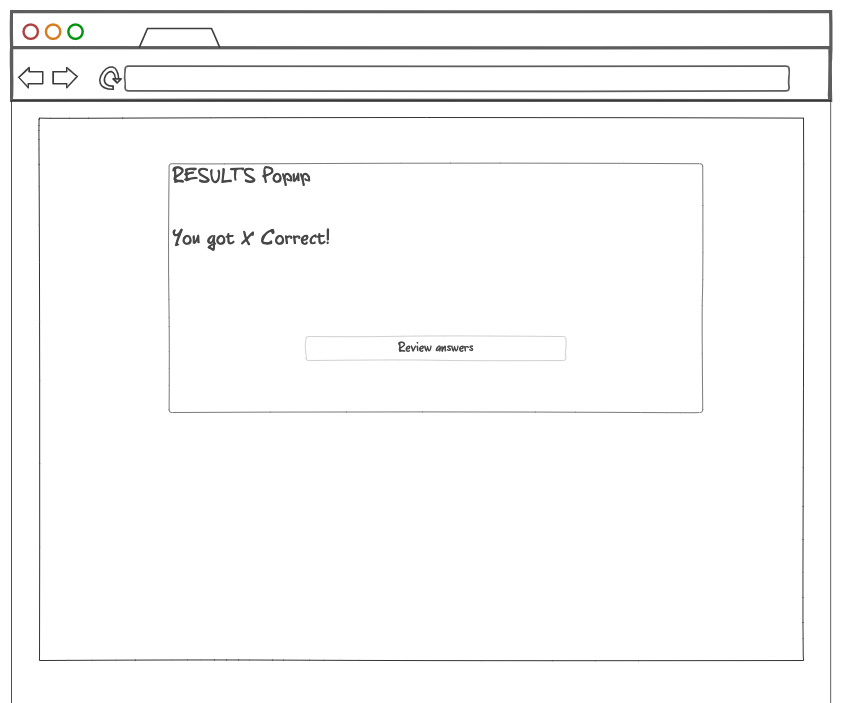 RESULTS Popup
You got X Correct!
Review answers